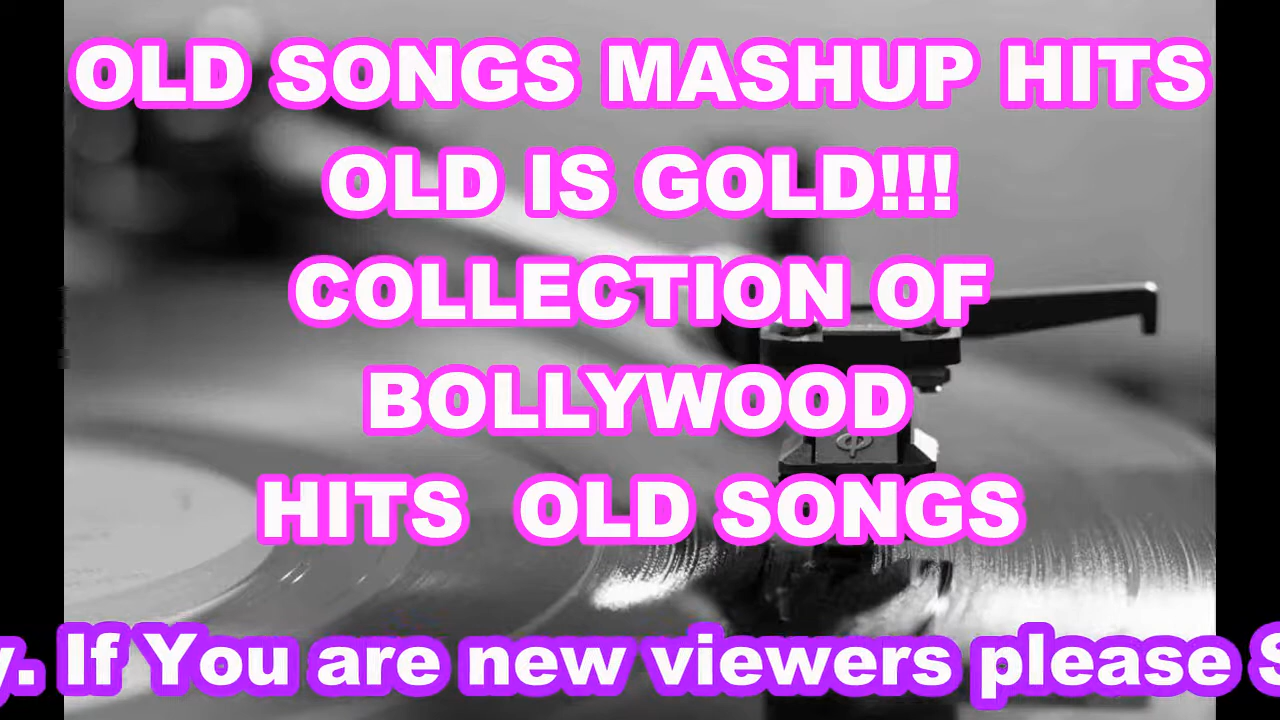 OLD SONGS MASHUP HITS
OLD IS GOLD!!!
COLLECTION OF
BOLLYWOOD
HITS  OLD SONGS
. If You are new viewers please